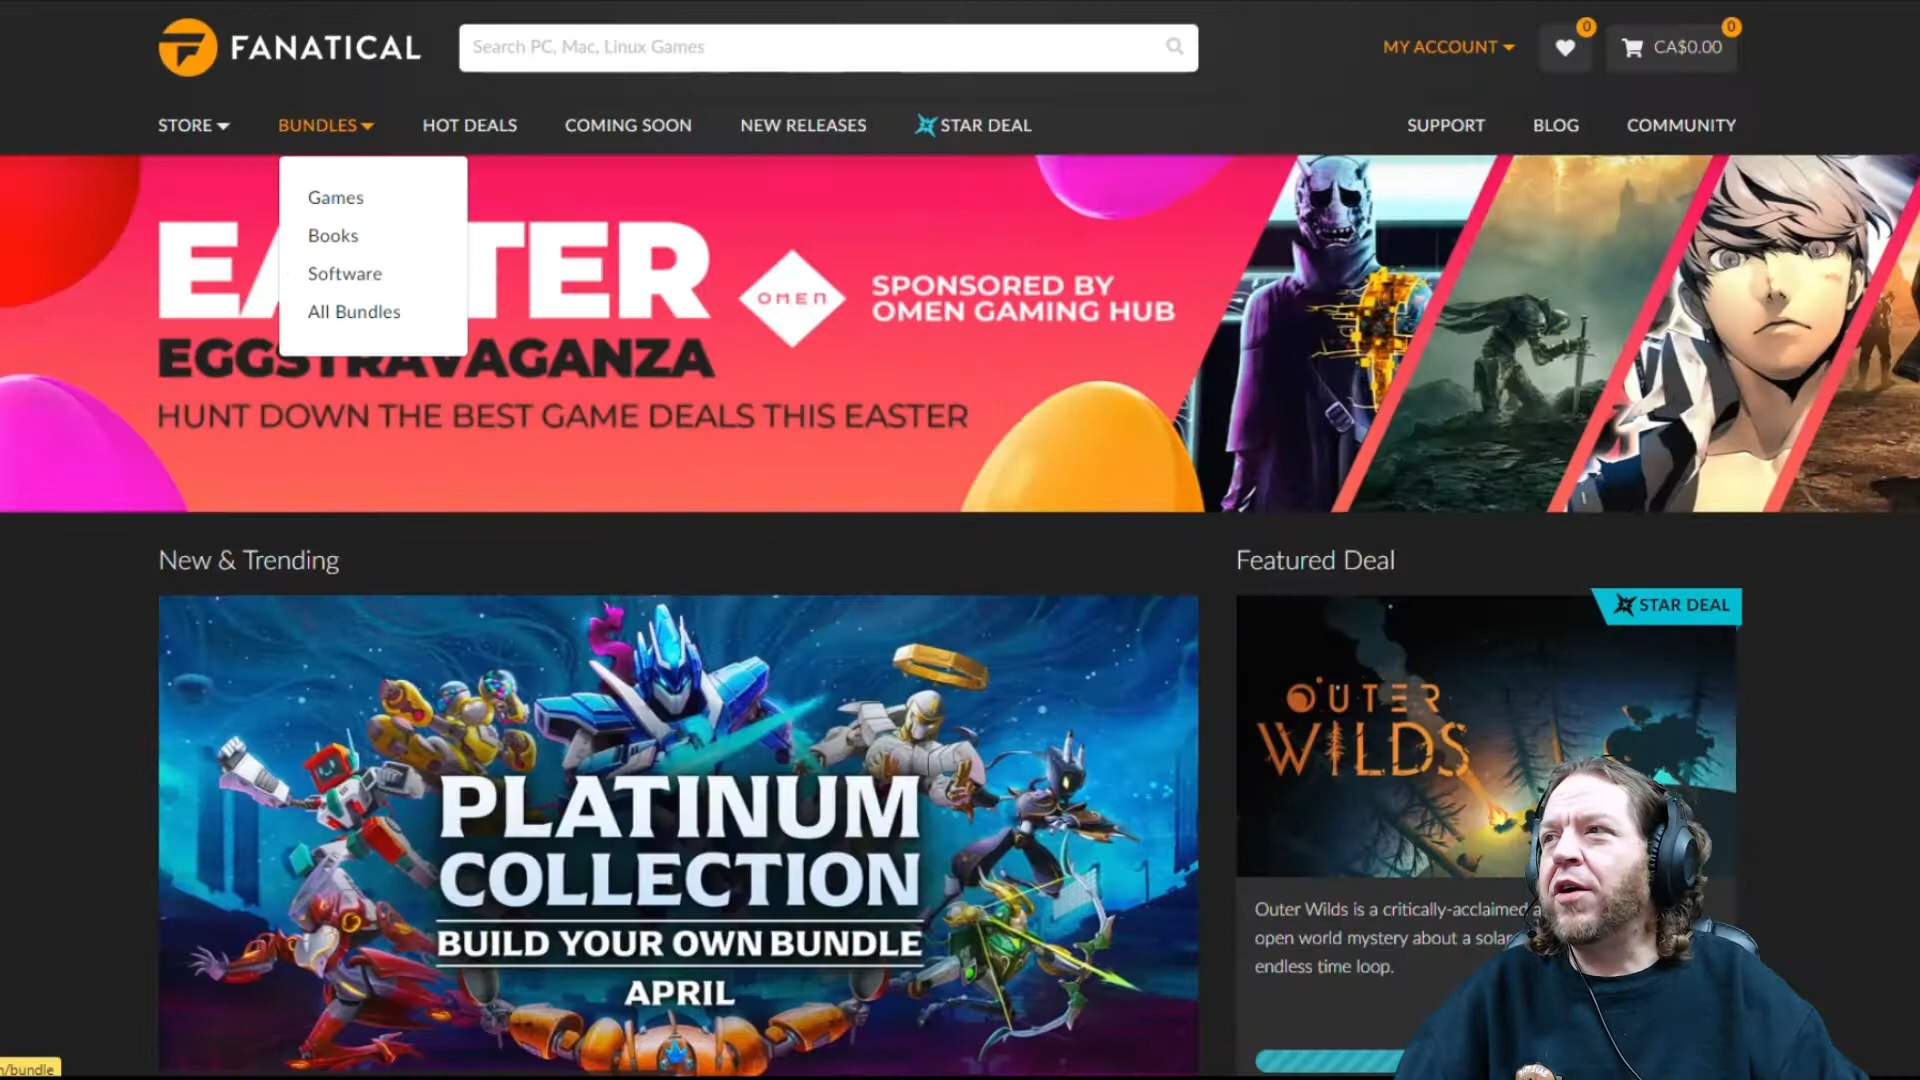 FANATICAL
Search PC, Mac, Linux Games
MY ACCOUNT
0
CA$0.00
0
STORE
BUNDLES
HOT DEALS
COMING SOON
NEW RELEASES
STAR DEAL
SUPPORT
BLOG
COMMUNITY
Games
Books
Software
All Bundles
EA TER
EGGSTRAVAGANZA
HUNT DOWN THE BEST GAME DEALS THIS EASTER
OMEN
SPONSORED BY
OMEN GAMING HUB
New & Trending
Featured Deal
PLATINUM
COLLECTION
BUILD YOUR OWN BUNDLE
APRIL
STAR DEAL
OUTER
WILDS
Outer Wilds is a critically-acclaimed
open world mystery about a solar
endless time loop.
/bundle